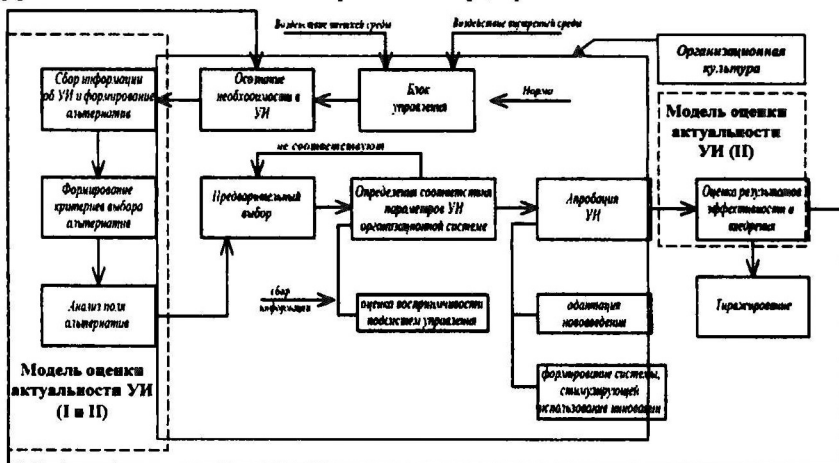 Воздействие внешней среды
Воздействие внутренней среды
Организационная
культура
Сбор информации
об УИ и формирование
альтернатив
Осознание
необходимости в
УИ
Блок
управления
Норма
Модель оценки
актуальности
УИ (II)
не соответствуют
Формирование
критериев выбора
альтернатив
Предварительный
выбор
Определения соответствия
параметров УИ
организационной системе
Апробация
УИ
Оценка результатов
эффективности и
внедрения
Анализ поля
альтернатив
сбор
информации
оценка восприимчивости
подсистем управления
адаптация
нововведения
Тиражирование
Модель оценки
актуальности УИ
(I и II)
формирование системы,
стимулирующей
использование инновации